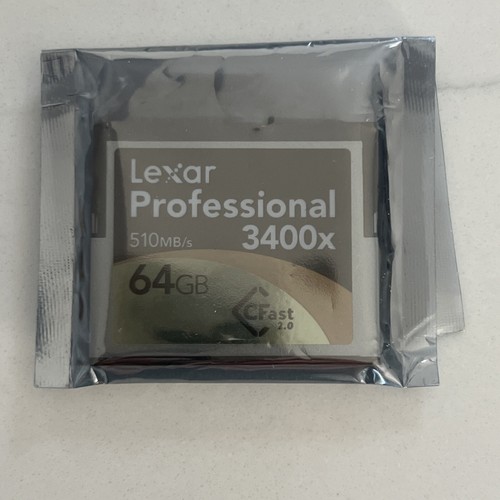 Lexar
Professional
510MB/s 3400x
64GB
CFast
2.0